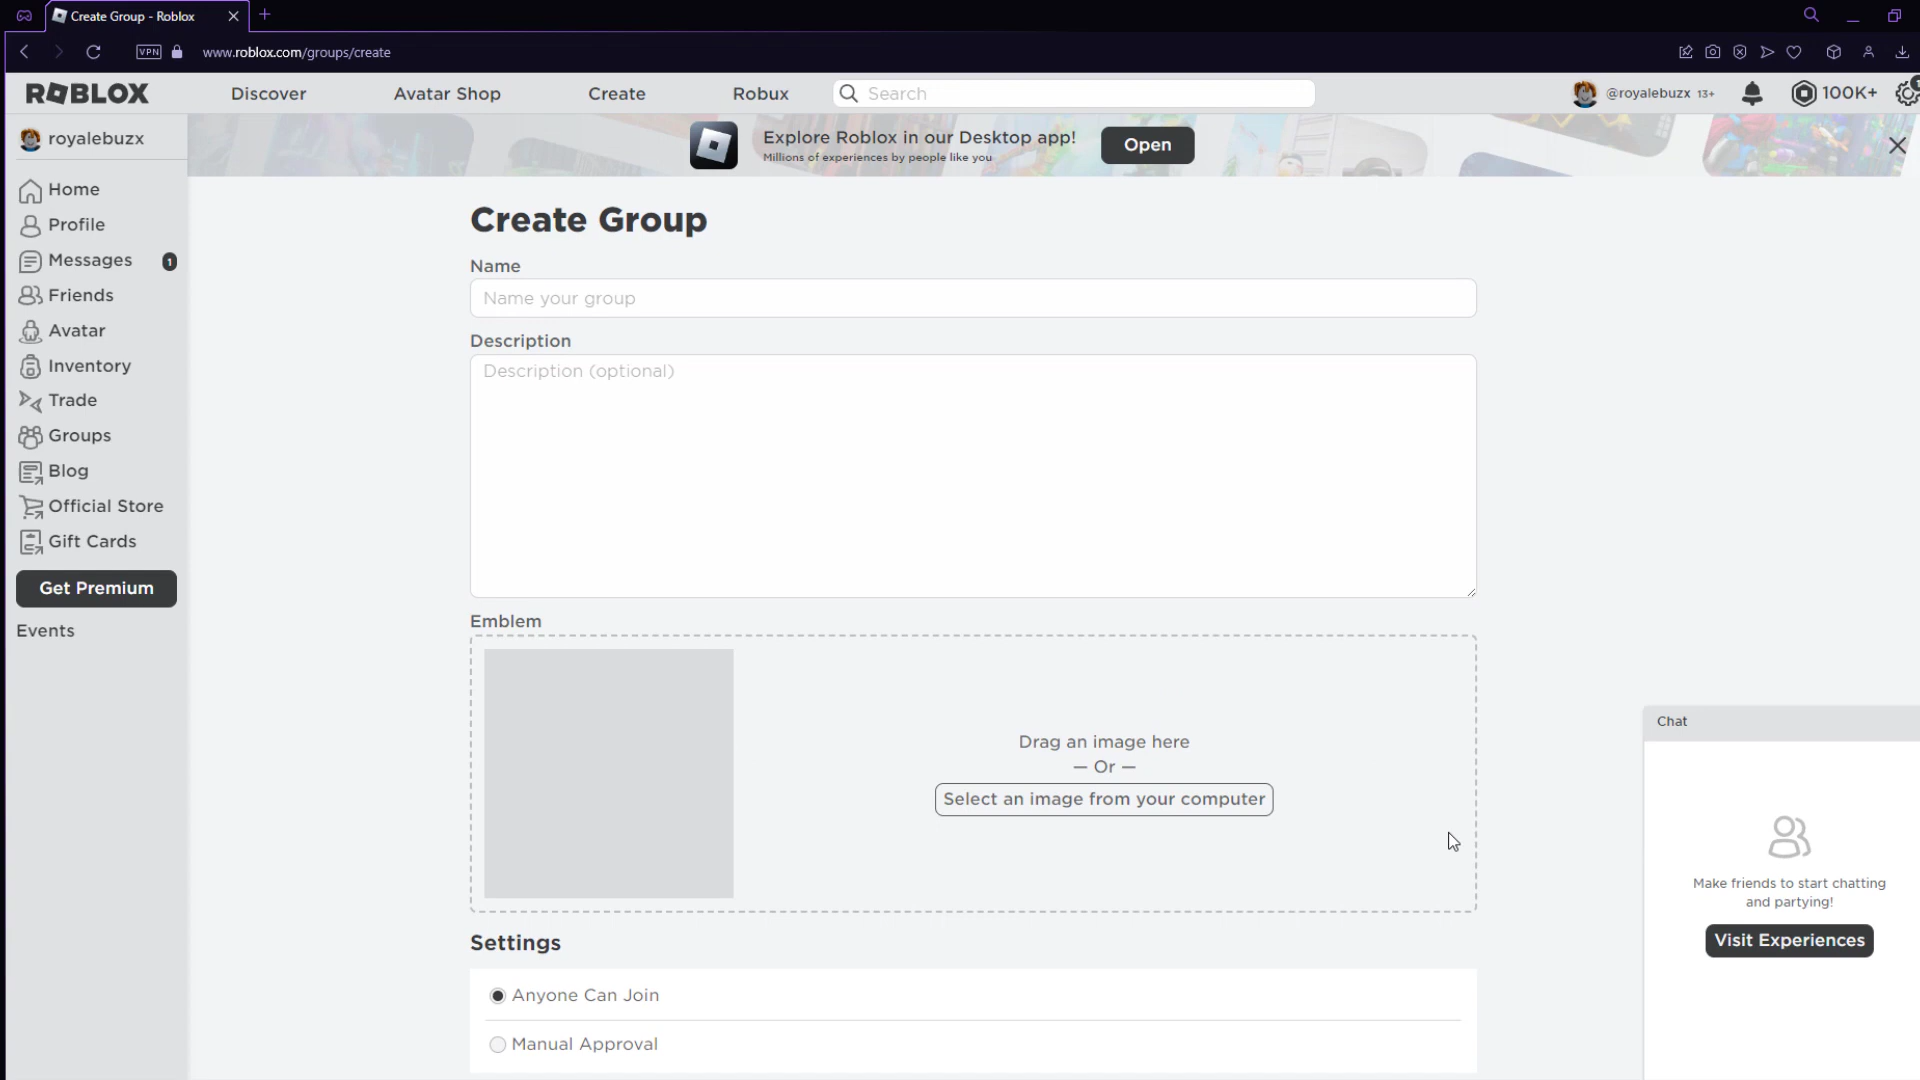 Create Group - Roblox
VPN
www.roblox.com/groups/create
ROBLOX
Discover
Avatar Shop
Create
Robux
Search
@royalebuzx 13+
100K+
royalebuzx
Explore Roblox in our Desktop app!
Millions of experiences by people like you
Open
Home
Profile
Messages
1
Friends
Avatar
Inventory
Trade
Groups
Blog
Official Store
Gift Cards
Get Premium
Events
Create Group
Name
Name your group
Description
Description (optional)
Emblem
Drag an image here
— Or —
Select an image from your computer
Settings
Anyone Can Join
Manual Approval
Chat
Make friends to start chatting
and partying!
Visit Experiences